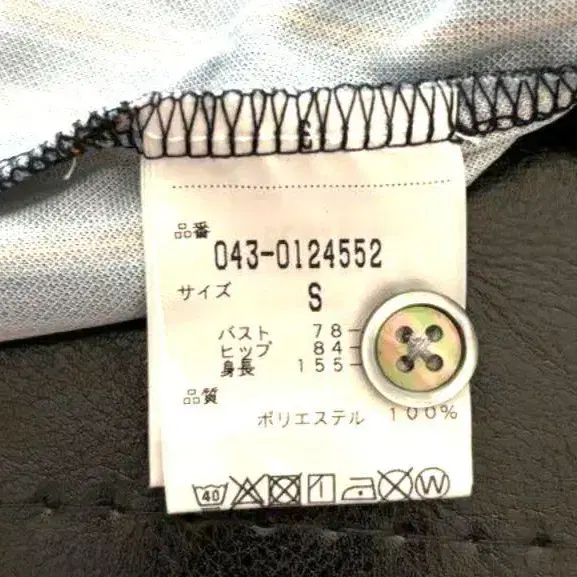 品番
043-0124552
サイズ S
バスト 78-
ヒップ 84-
身長 155-
品質
ポリエステル 100%
40 W